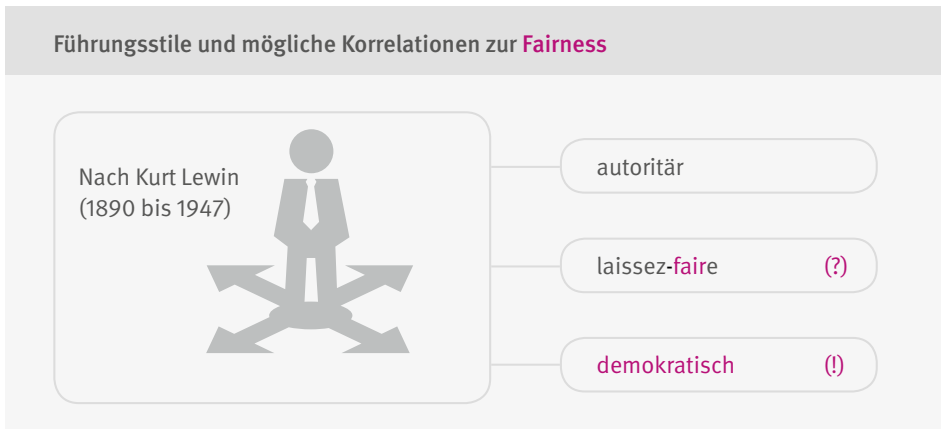 Führungsstile und mögliche Korrelationen zur Fairness
Nach Kurt Lewin
(1890 bis 1947)
autoritär
laissez-faire (?)
demokratisch (!)